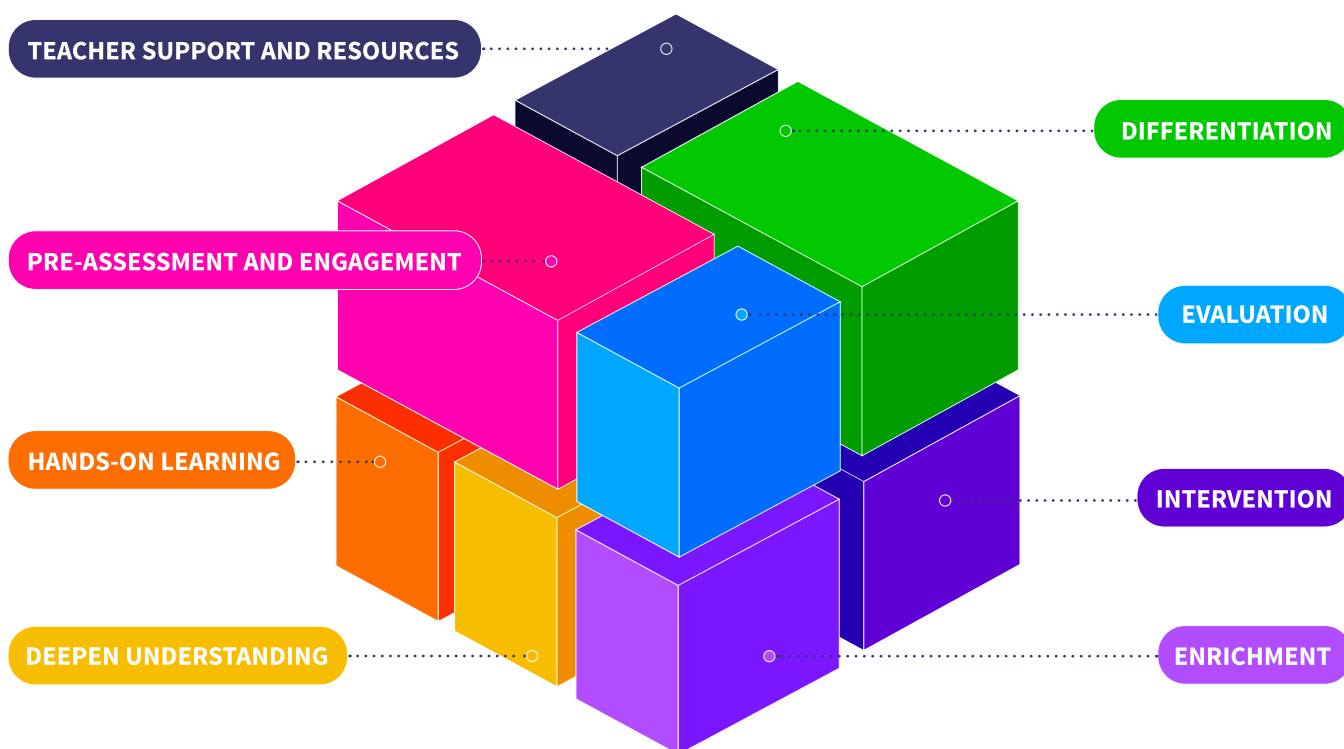 TEACHER SUPPORT AND RESOURCES
DIFFERENTIATION
PRE-ASSESSMENT AND ENGAGEMENT
EVALUATION
HANDS-ON LEARNING
INTERVENTION
DEEPEN UNDERSTANDING
ENRICHMENT